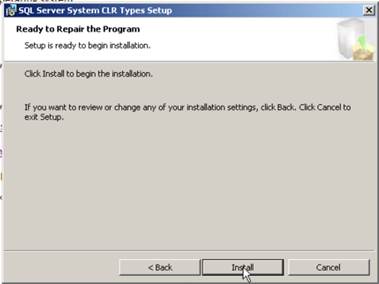 SQL Server System CLR Types Setup
Ready to Repair the Program
Setup is ready to begin installation.
Click Install to begin the installation.
If you want to review or change any of your installation settings, click Back. Click Cancel to
exit Setup.
< Back
Install
Cancel